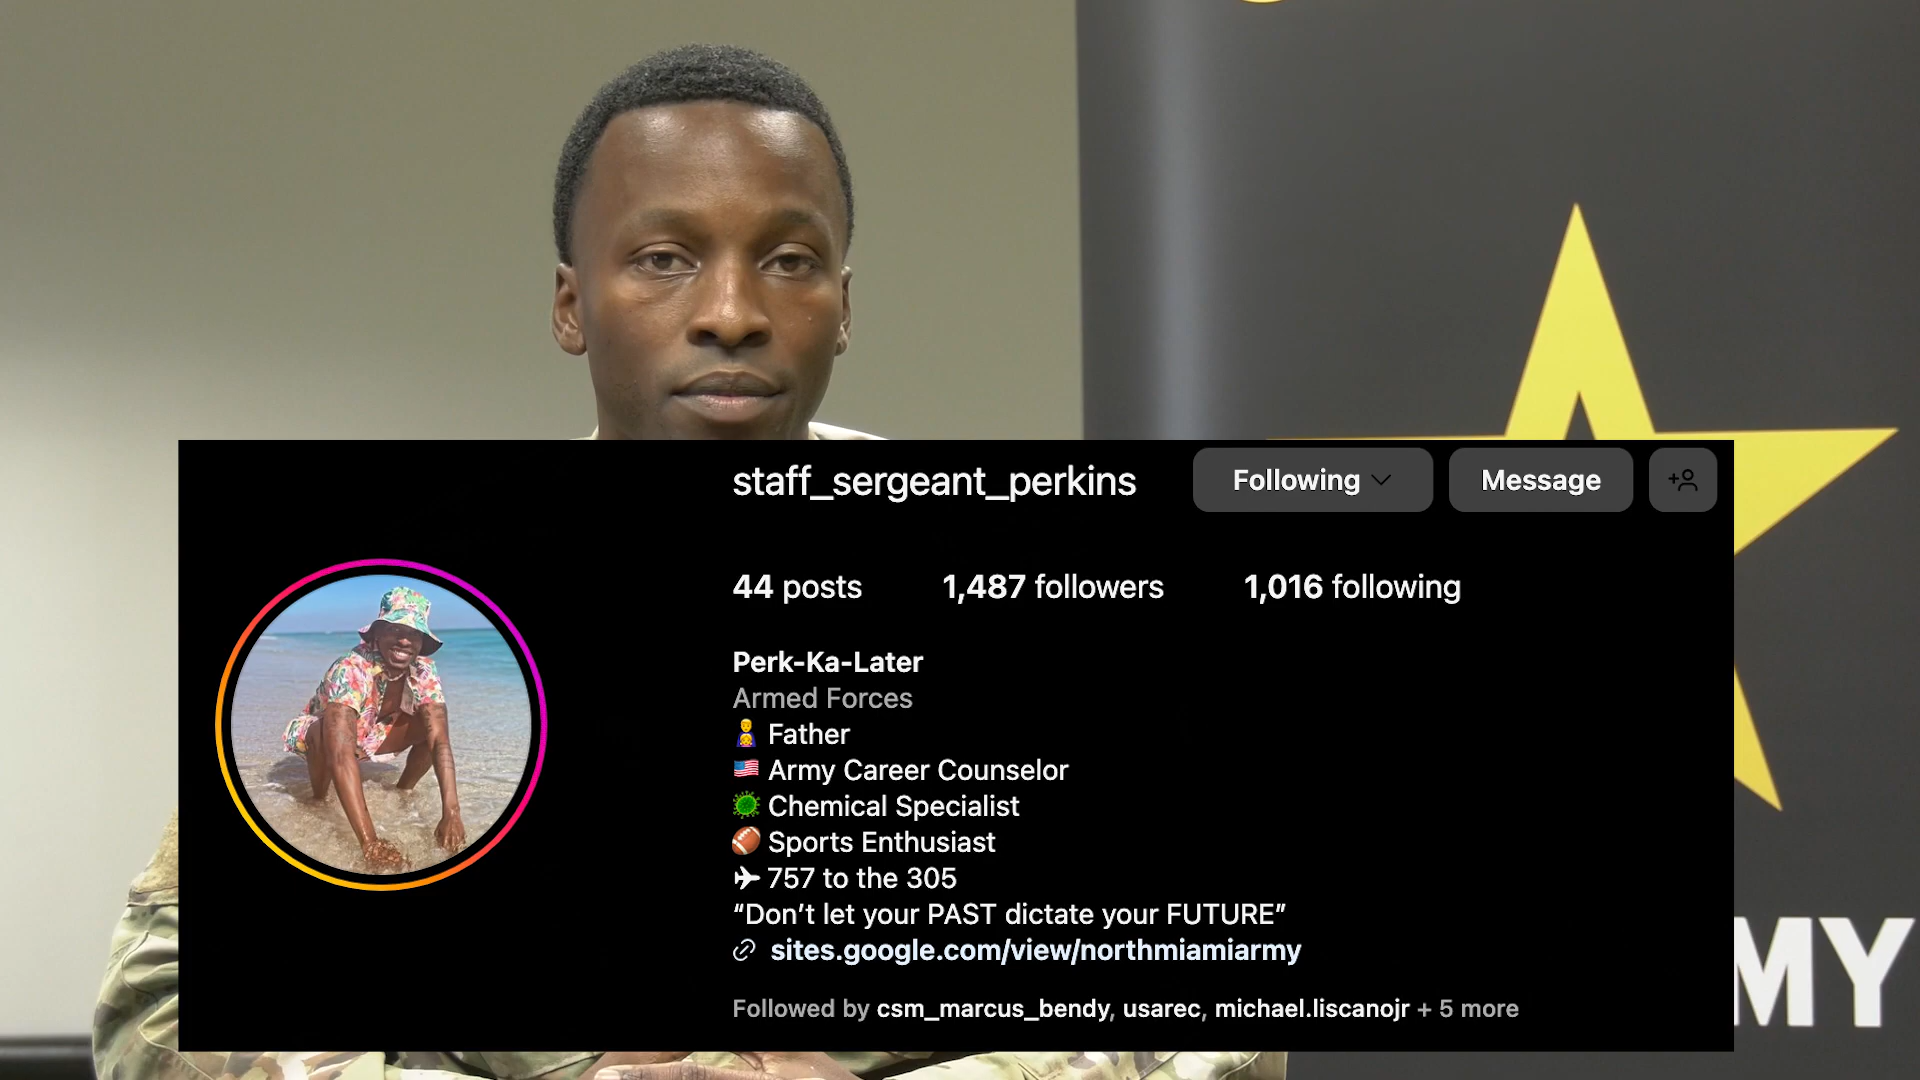 staff_sergeant_perkins Following Message
44 posts 1,487 followers 1,016 following
Perk-Ka-Later
Armed Forces
Father
Army Career Counselor
Chemical Specialist
Sports Enthusiast
757 to the 305
“Don’t let your PAST dictate your FUTURE”
sites.google.com/view/northmiamiarmy
Followed by csm_marcus_bendy, usarec, michael.liscanojr + 5 more
MY